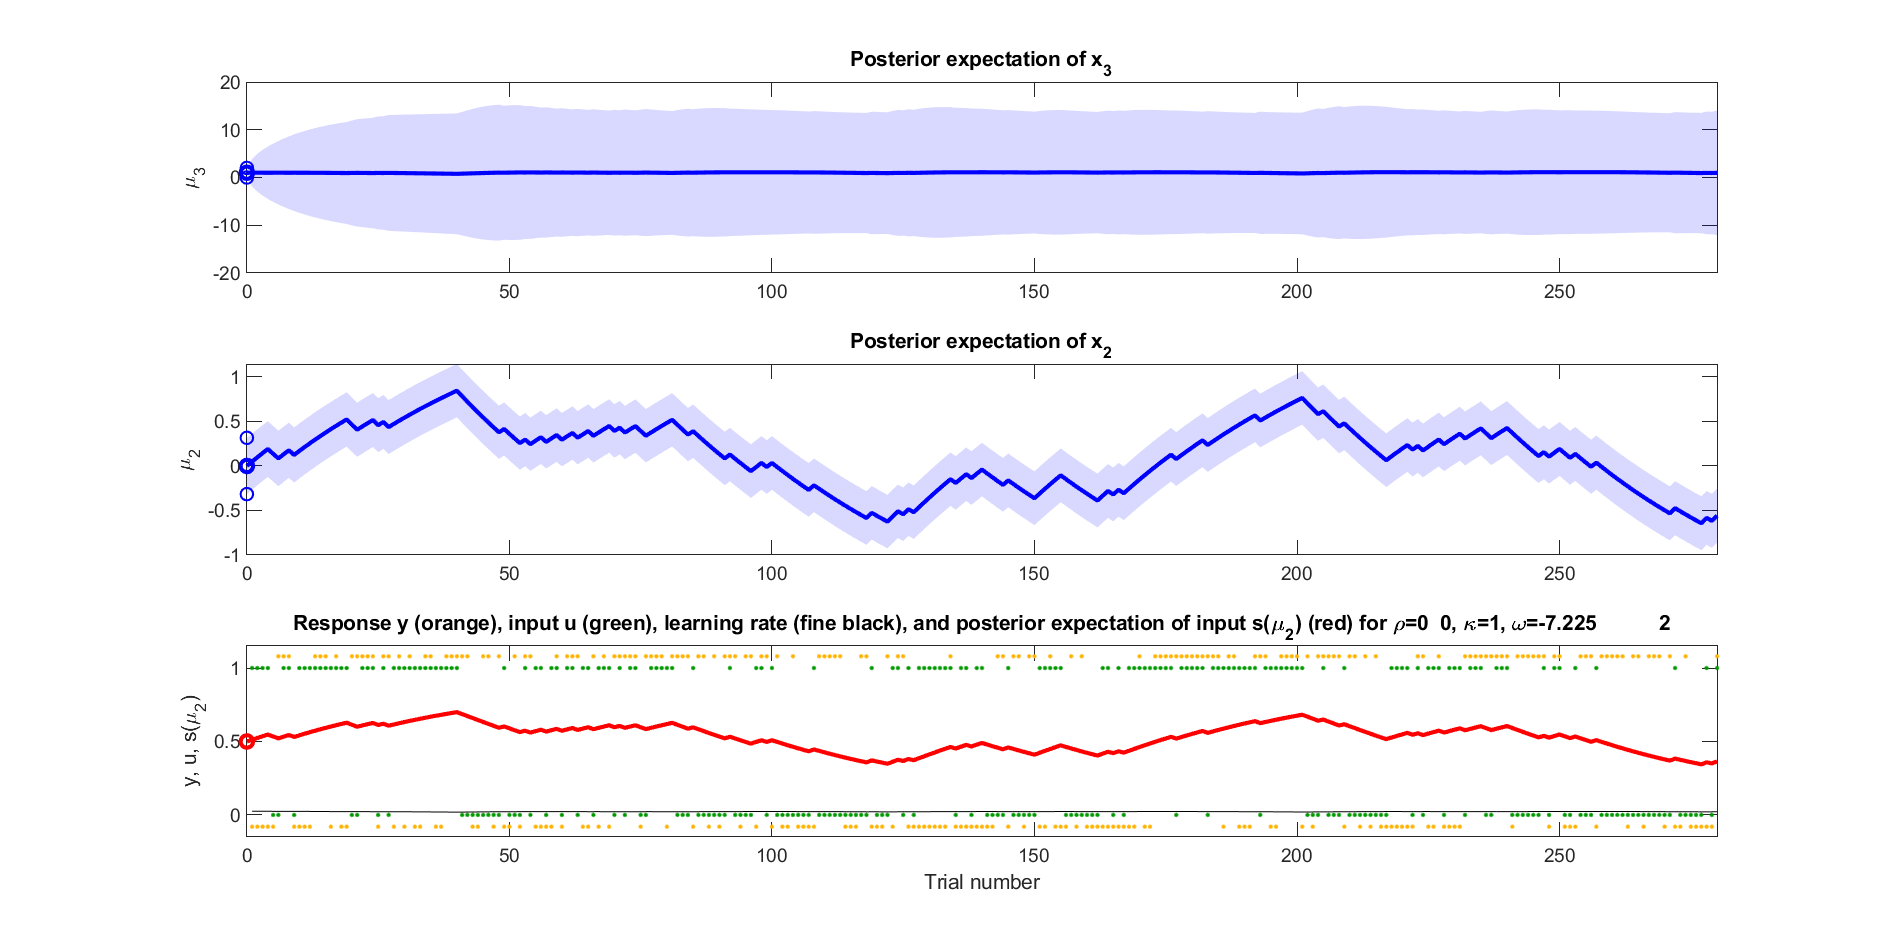 Posterior expectation of x3
20
10
0
-10
-20
μ3
0 50 100 150 200 250
Posterior expectation of x2
1
0.5
0
-0.5
-1
μ2
0 50 100 150 200 250
Response y (orange), input u (green), learning rate (fine black), and posterior expectation of input s(μ2) (red) for ρ=0 0, κ=1, ω=-7.225 2
1
0.5
0
y, u, s(μ2)
0 50 100 150 200 250
Trial number